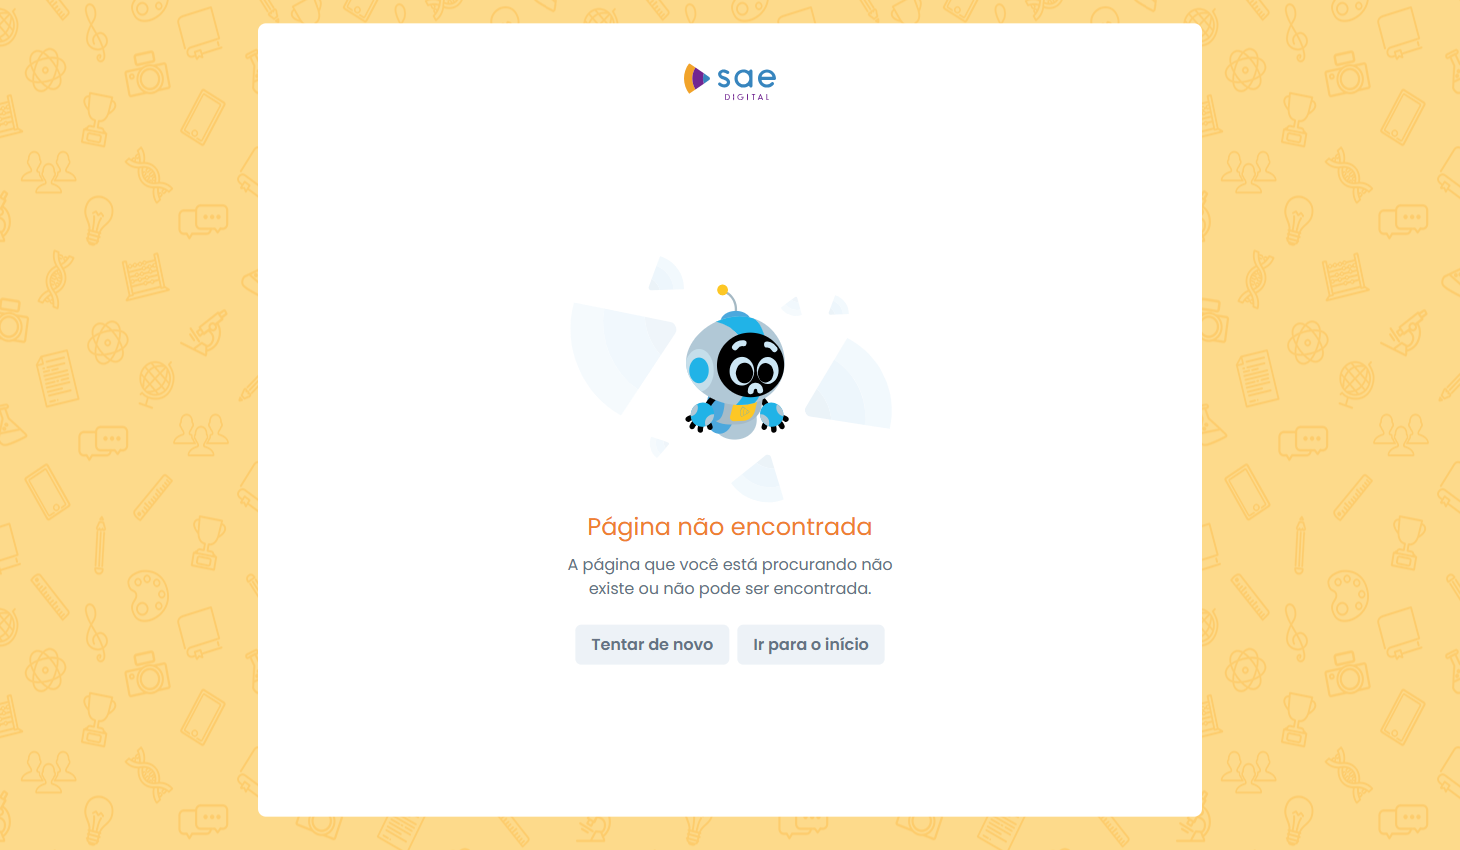 sae
DIGITAL
Página não encontrada
A página que você está procurando não
existe ou não pode ser encontrada.
Tentar de novo
Ir para o início